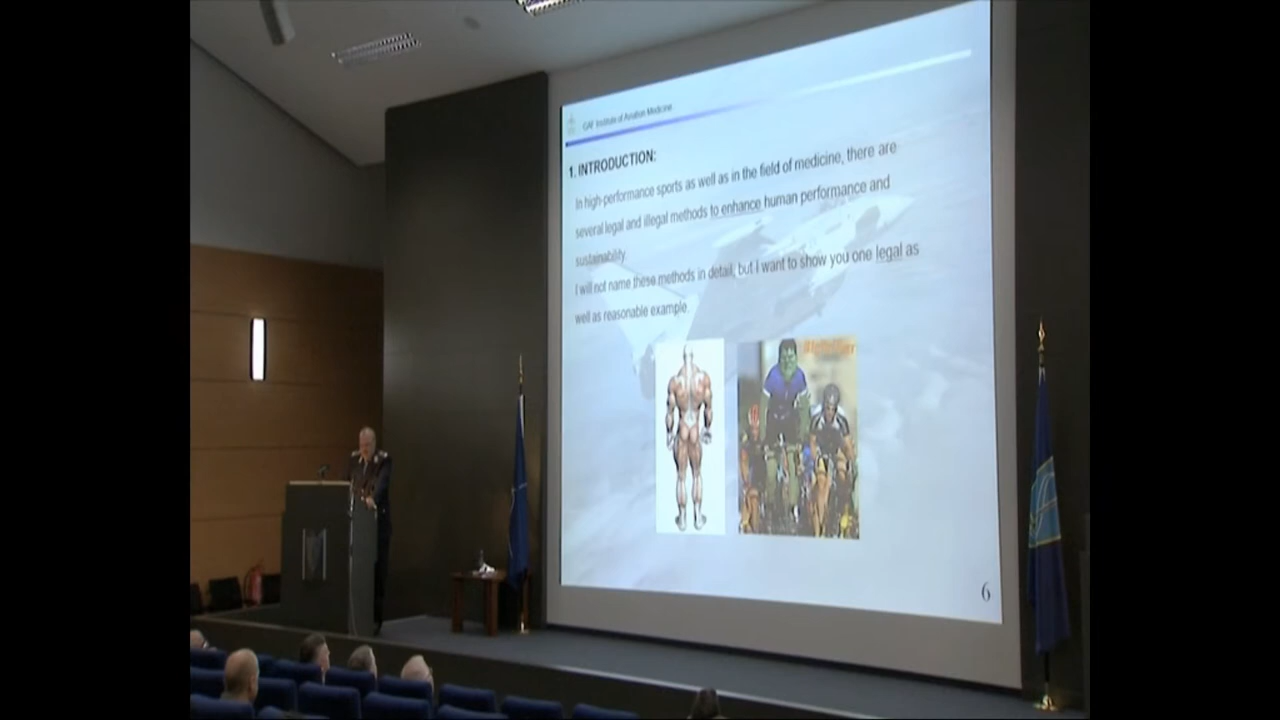 GAF Institute of Aviation Medicine
1. INTRODUCTION:
In high-performance sports as well as in the field of medicine, there are
several legal and illegal methods to enhance human performance and
sustainability.
I will not name these methods in detail, but I want to show you one legal as
well as reasonable example.
6